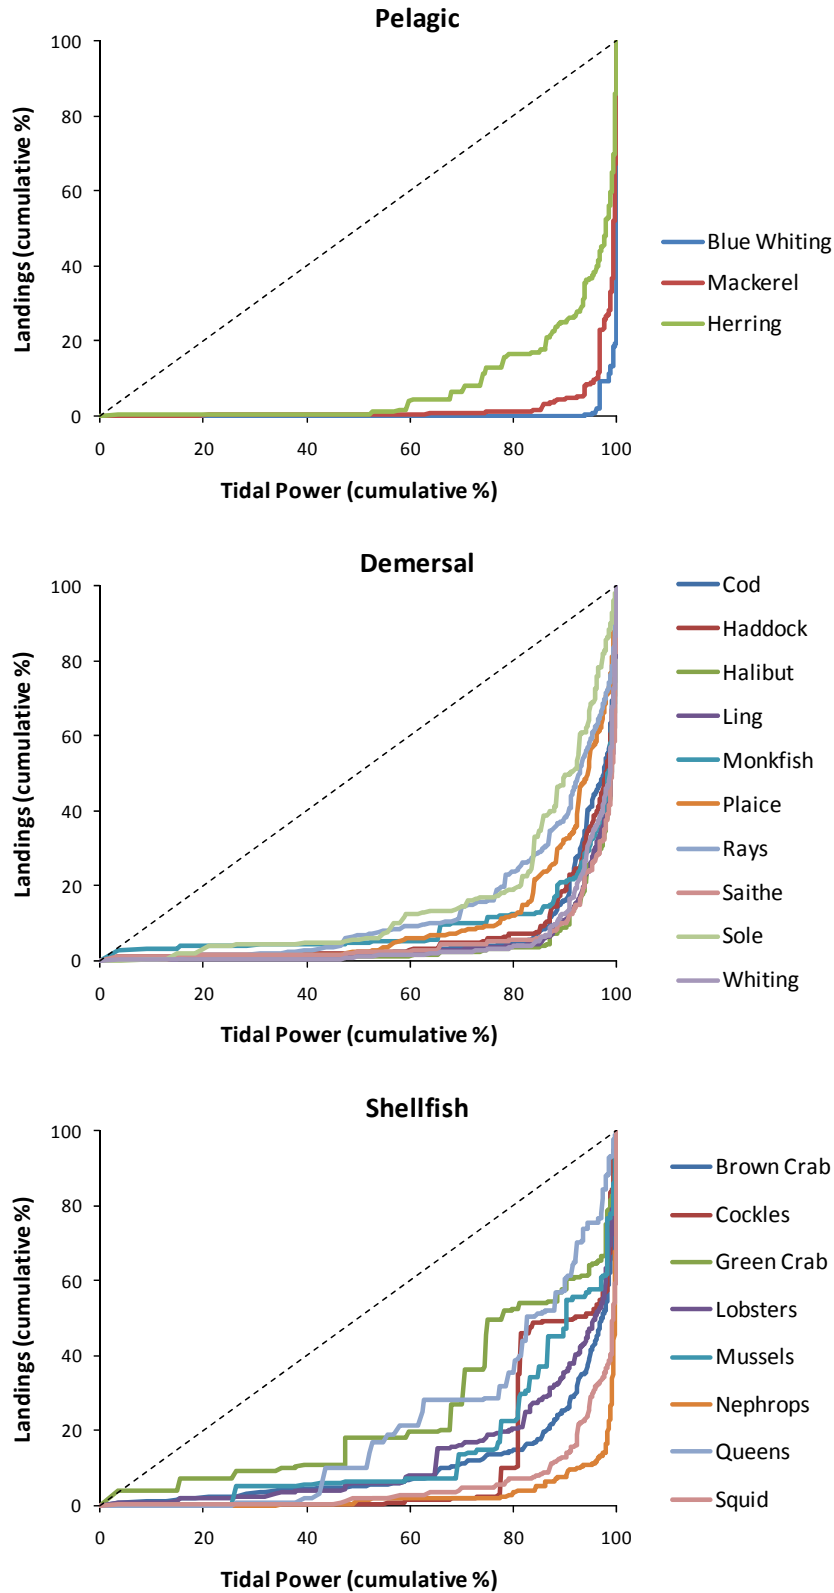 Pelagic
Landings (cumulative %)
100
80
60
40
20
0
0 20 40 60 80 100
Tidal Power (cumulative %)
Blue Whiting
Mackerel
Herring
Demersal
Landings (cumulative %)
100
80
60
40
20
0
0 20 40 60 80 100
Tidal Power (cumulative %)
Cod
Haddock
Halibut
Ling
Monkfish
Plaice
Rays
Saithe
Sole
Whiting
Shellfish
Landings (cumulative %)
100
80
60
40
20
0
0 20 40 60 80 100
Tidal Power (cumulative %)
Brown Crab
Cockles
Green Crab
Lobsters
Mussels
Nephrops
Queens
Squid